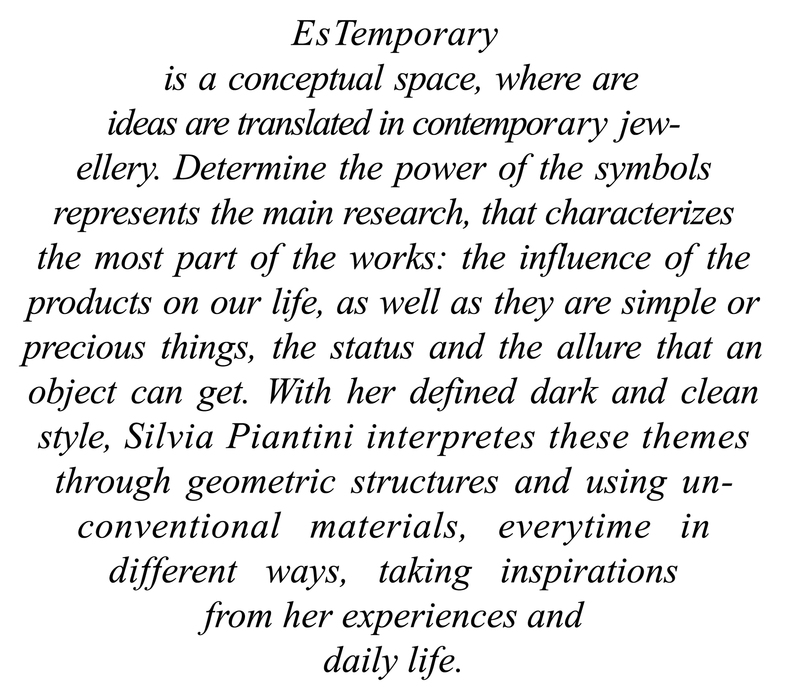 EsTemporary
is a conceptual space, where are
ideas are translated in contemporary jew-
ellery. Determine the power of the symbols
represents the main research, that characterizes
the most part of the works: the influence of the
products on our life, as well as they are simple or
precious things, the status and the allure that an
object can get. With her defined dark and clean
style, Silvia Piantini interpretes these themes
through geometric structures and using un-
conventional materials, everytime in
different ways, taking inspirations
from her experiences and
daily life.